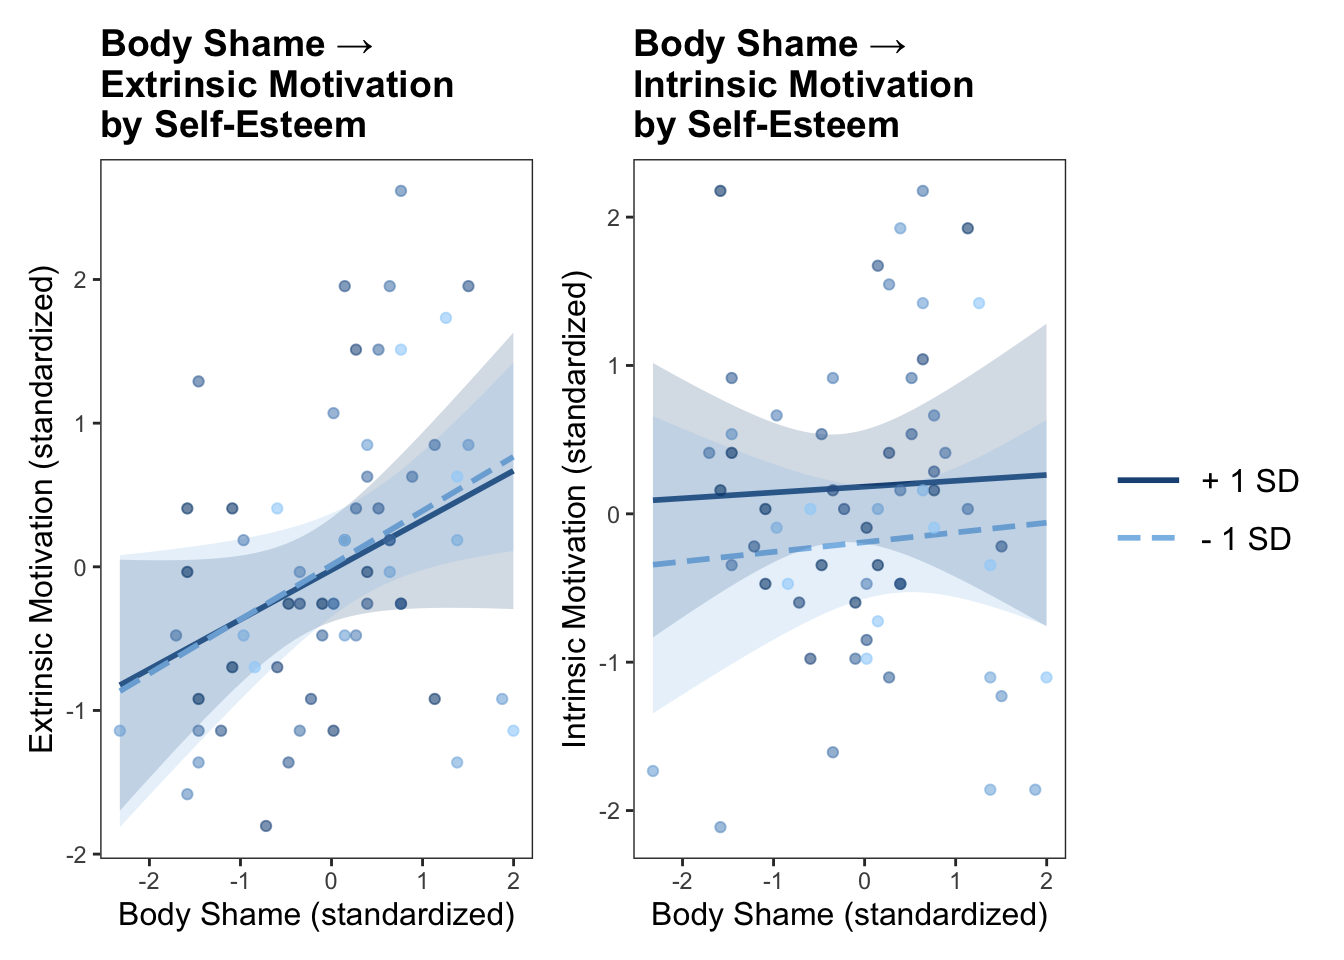 Body Shame →
Extrinsic Motivation
by Self-Esteem
Extrinsic Motivation (standardized)
2
1
0
-1
-2
-2 -1 0 1 2
Body Shame (standardized)
Body Shame →
Intrinsic Motivation
by Self-Esteem
Intrinsic Motivation (standardized)
2
1
0
-1
-2
-2 -1 0 1 2
Body Shame (standardized)
+ 1 SD
- 1 SD